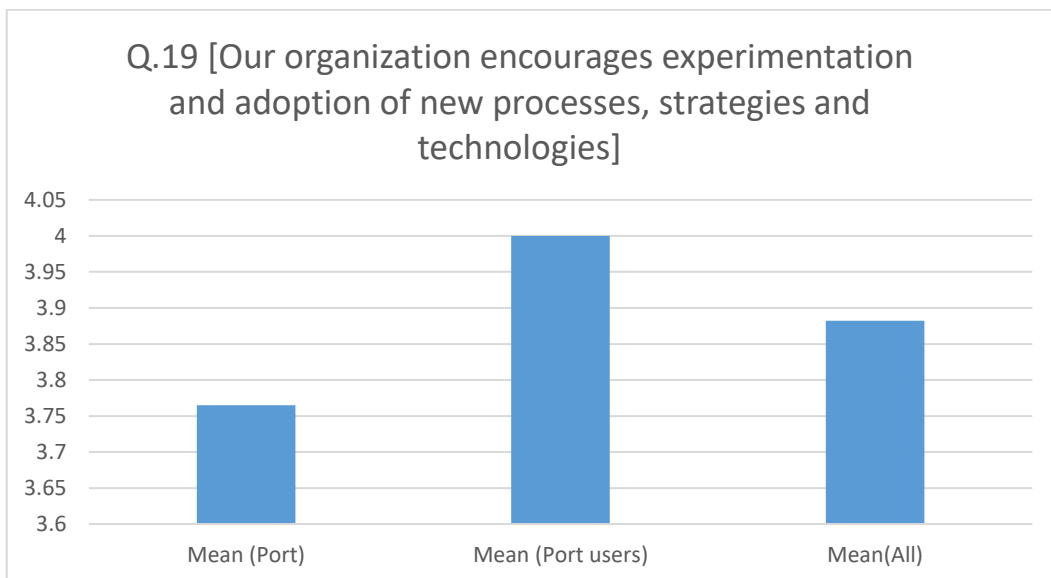 Q.19 [Our organization encourages experimentation
and adoption of new processes, strategies and
technologies]
4.05
4
3.95
3.9
3.85
3.8
3.75
3.7
3.65
3.6
Mean (Port) Mean (Port users) Mean(All)